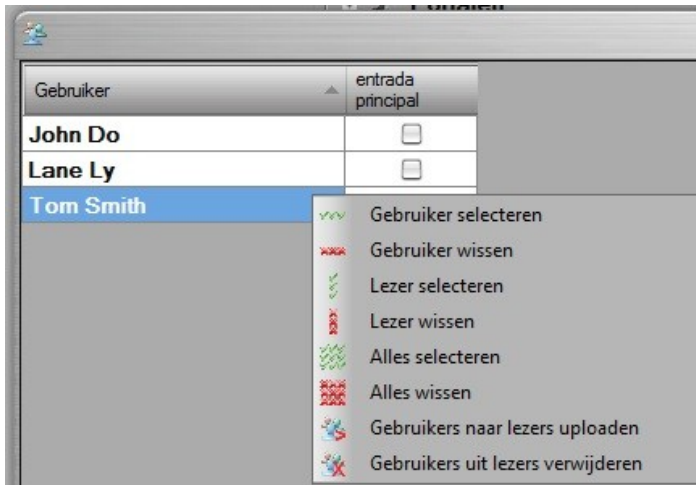 Gebruiker
entrada
principal
John Do
Lane Ly
Tom Smith
Gebruiker selecteren
Gebruiker wissen
Lezer selecteren
Lezer wissen
Alles selecteren
Alles wissen
Gebruikers naar lezers uploaden
Gebruikers uit lezers verwijderen